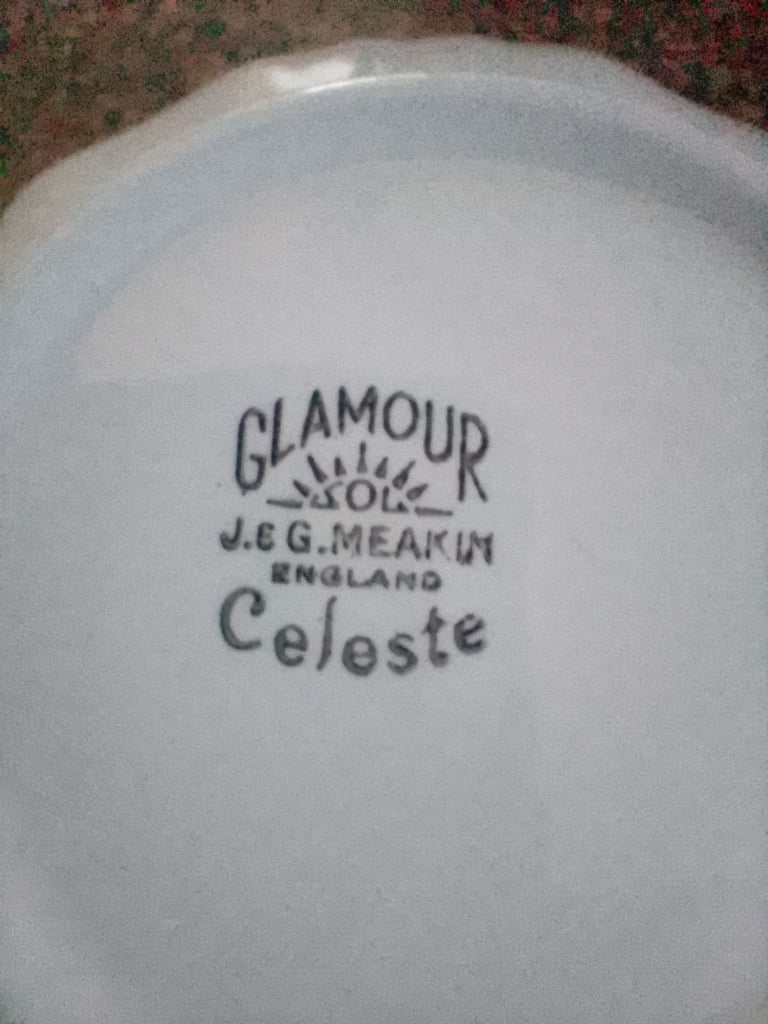 GLAMOUR
SOL
J. & G. MEAKIN
ENGLAND
Celeste